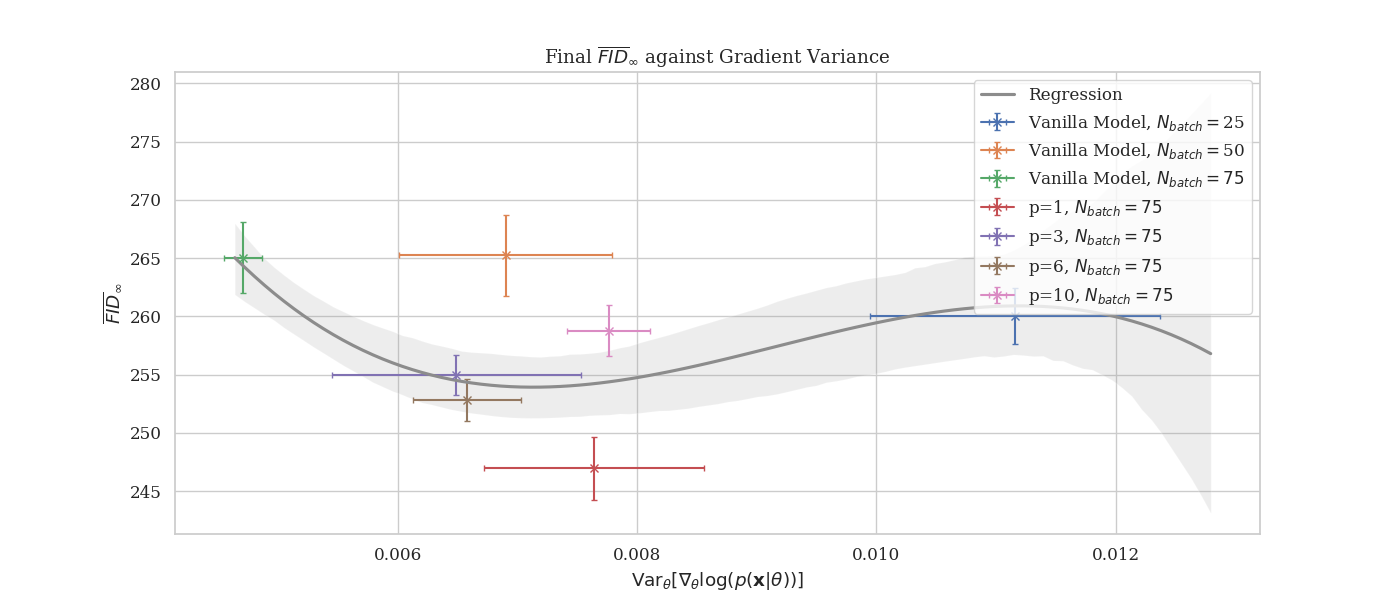 Final $\overline{FID}_\infty$ against Gradient Variance
280
275
270
265
260
255
250
245
$\overline{FID}_\infty$
Regression
Vanilla Model, $N_{batch} = 25$
Vanilla Model, $N_{batch} = 50$
Vanilla Model, $N_{batch} = 75$
p=1, $N_{batch} = 75$
p=3, $N_{batch} = 75$
p=6, $N_{batch} = 75$
p=10, $N_{batch} = 75$
0.006 0.008 0.010 0.012
$\mathrm{Var}_\theta[\nabla_\theta \log(p(\mathbf{x}|\theta))]$